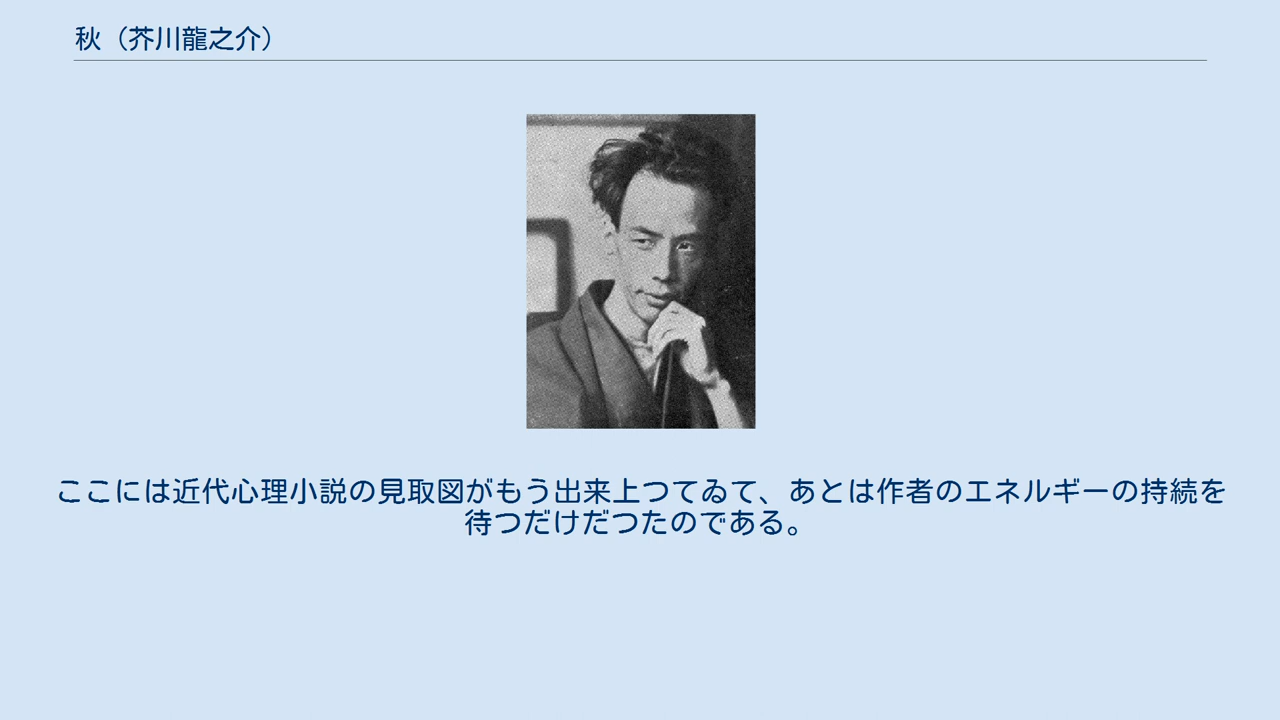 秋（芥川龍之介）
ここには近代心理小説の見取図がもう出来上つてゐて、あとは作者のエネルギーの持続を
待つだけだつたのである。